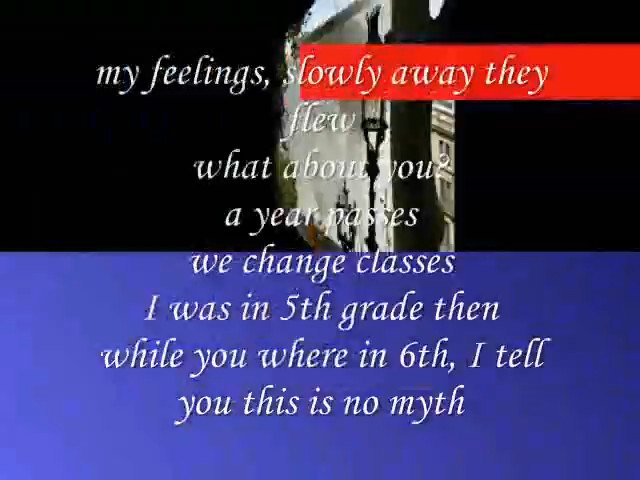 my feelings, slowly away they
flew
what about you?
a year passes
we change classes
I was in 5th grade then
while you where in 6th, I tell
you this is no myth